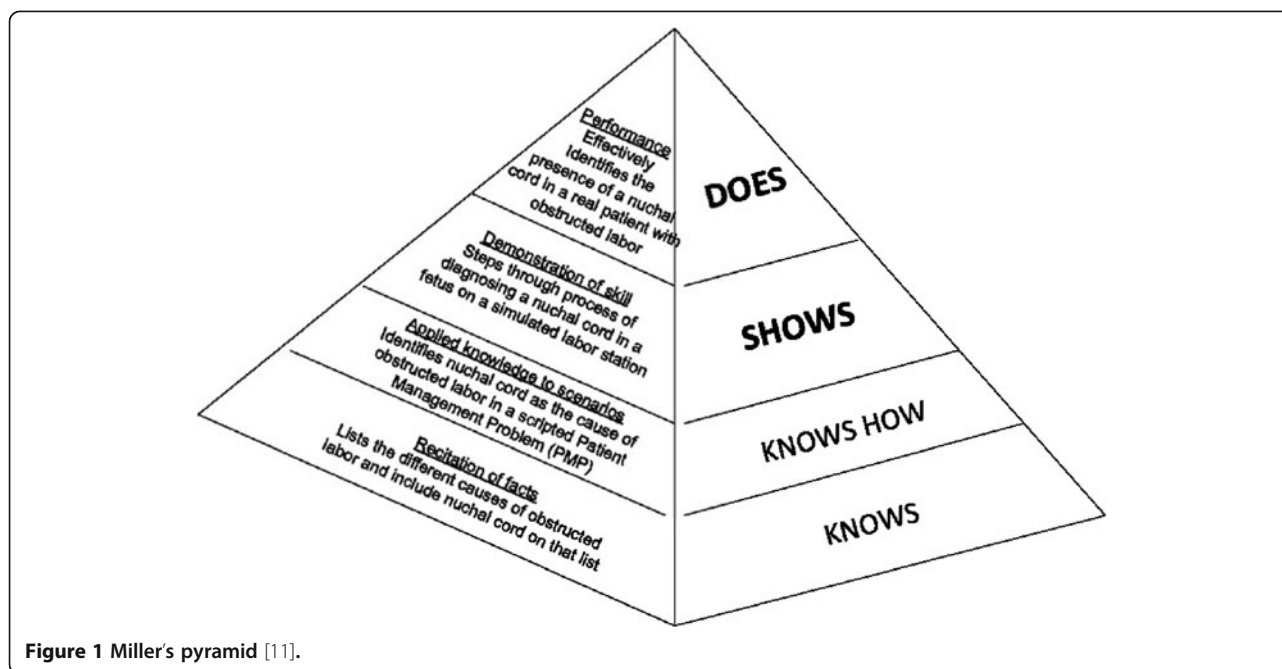 Performance
Effectively
Identifies the
presence of a nuchal
cord in a real patient with
obstructed labor
DOES
Demonstration of skill
Steps through process of
diagnosing a nuchal cord in a
fetus on a simulated labor station
SHOWS
Applied knowledge to scenarios
Identifies nuchal cord as the cause of
obstructed labor in a scripted Patient
Management Problem (PMP)
KNOWS HOW
Recitation of facts
Lists the different causes of obstructed
labor and include nuchal cord on that list
KNOWS
Figure 1 Miller's pyramid [11].